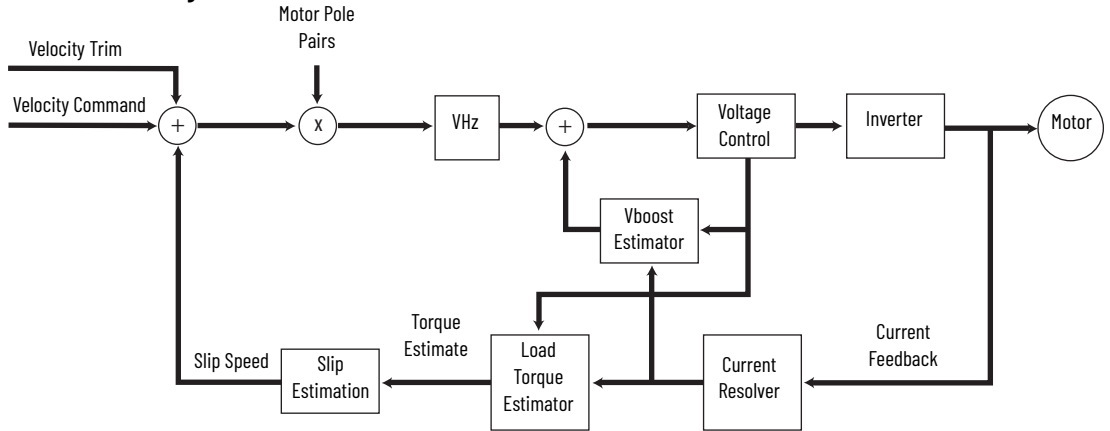 Motor Pole
Pairs
Velocity Trim
Velocity Command
+
x
VHz
+
Voltage
Control
Inverter
Motor
Vboost
Estimator
Torque
Estimate
Current
Feedback
Slip Speed
Slip
Estimation
Load
Torque
Estimator
Current
Resolver